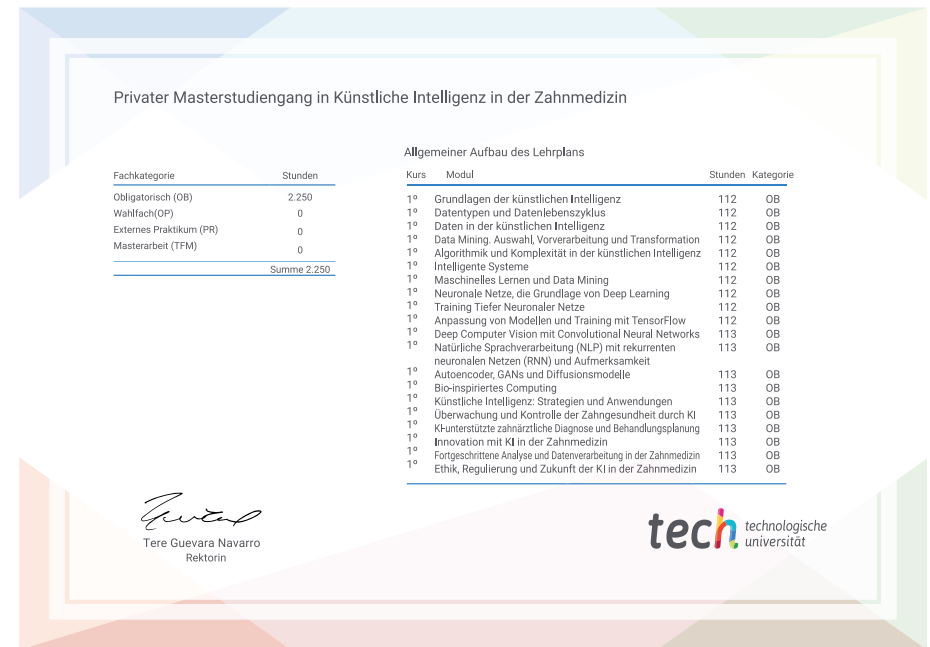 Privater Masterstudiengang in Künstliche Intelligenz in der Zahnmedizin
Fachkategorie Stunden
Obligatorisch (OB) 2.250
Wahlfach(OP) 0
Externes Praktikum (PR) 0
Masterarbeit (TFM) 0
Summe 2.250
Allgemeiner Aufbau des Lehrplans
Kurs Modul Stunden Kategorie
1º Grundlagen der künstlichen Intelligenz 112 OB
1º Datentypen und Datenlebenszyklus 112 OB
1º Daten in der künstlichen Intelligenz 112 OB
1º Data Mining. Auswahl, Vorverarbeitung und Transformation 112 OB
1º Algorithmik und Komplexität in der künstlichen Intelligenz 112 OB
1º Intelligente Systeme 112 OB
1º Maschinelles Lernen und Data Mining 112 OB
1º Neuronale Netze, die Grundlage von Deep Learning 112 OB
1º Training Tiefer Neuronaler Netze 112 OB
1º Anpassung von Modellen und Training mit TensorFlow 112 OB
1º Deep Computer Vision mit Convolutional Neural Networks 113 OB
1º Natürliche Sprachverarbeitung (NLP) mit rekurrenten 113 OB
neuronalen Netzen (RNN) und Aufmerksamkeit
1º Autoencoder, GANs und Diffusionsmodelle 113 OB
1º Bio-inspiriertes Computing 113 OB
1º Künstliche Intelligenz: Strategien und Anwendungen 113 OB
1º Überwachung und Kontrolle der Zahngesundheit durch KI 113 OB
1º KI-unterstützte zahnärztliche Diagnose und Behandlungsplanung 113 OB
1º Innovation mit KI in der Zahnmedizin 113 OB
1º Fortgeschrittene Analyse und Datenverarbeitung in der Zahnmedizin 113 OB
1º Ethik, Regulierung und Zukunft der KI in der Zahnmedizin 113 OB
Tere Guevara Navarro
Rektorin
tech technologische
universität